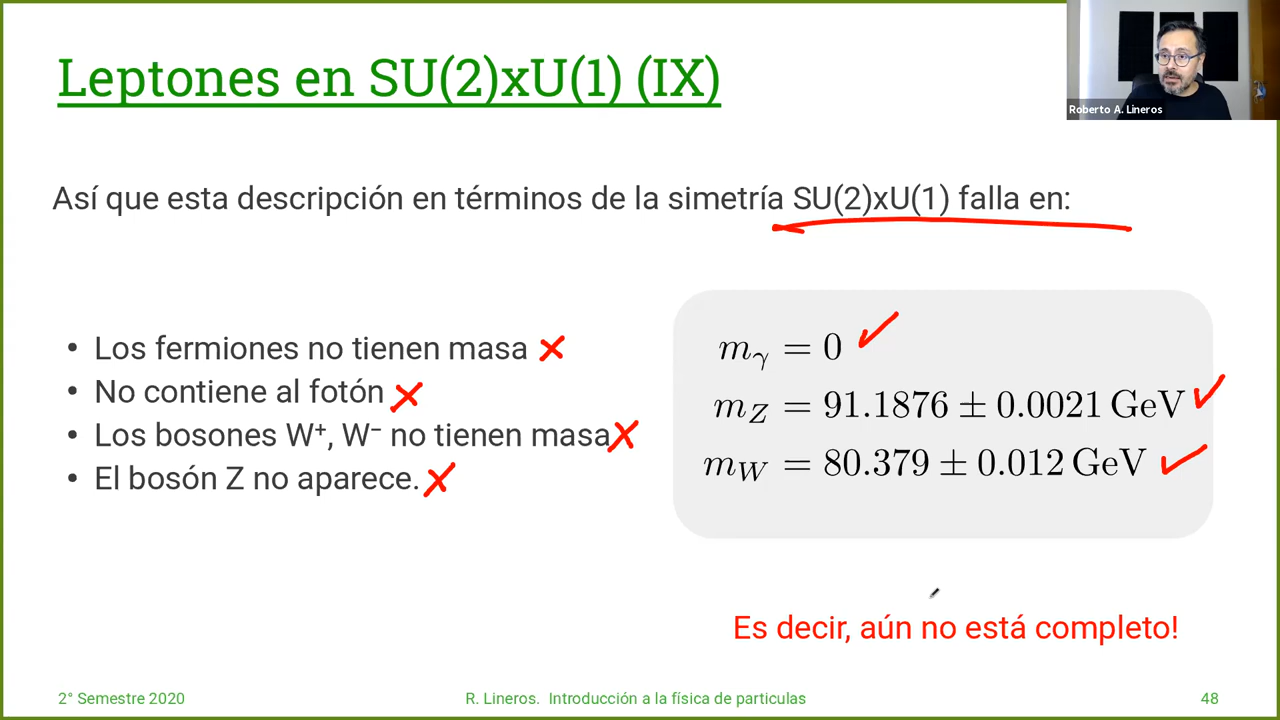 Leptones en SU(2)xU(1) (IX)
Roberto A. Lineros
Así que esta descripción en términos de la simetría SU(2)xU(1) falla en:
• Los fermiones no tienen masa
• No contiene al fotón
• Los bosones W⁺, W⁻ no tienen masa
• El bosón Z no aparece.
m_γ = 0
m_Z = 91.1876 ± 0.0021 GeV
m_W = 80.379 ± 0.012 GeV
Es decir, aún no está completo!
2° Semestre 2020
R. Lineros. Introducción a la física de particulas
48